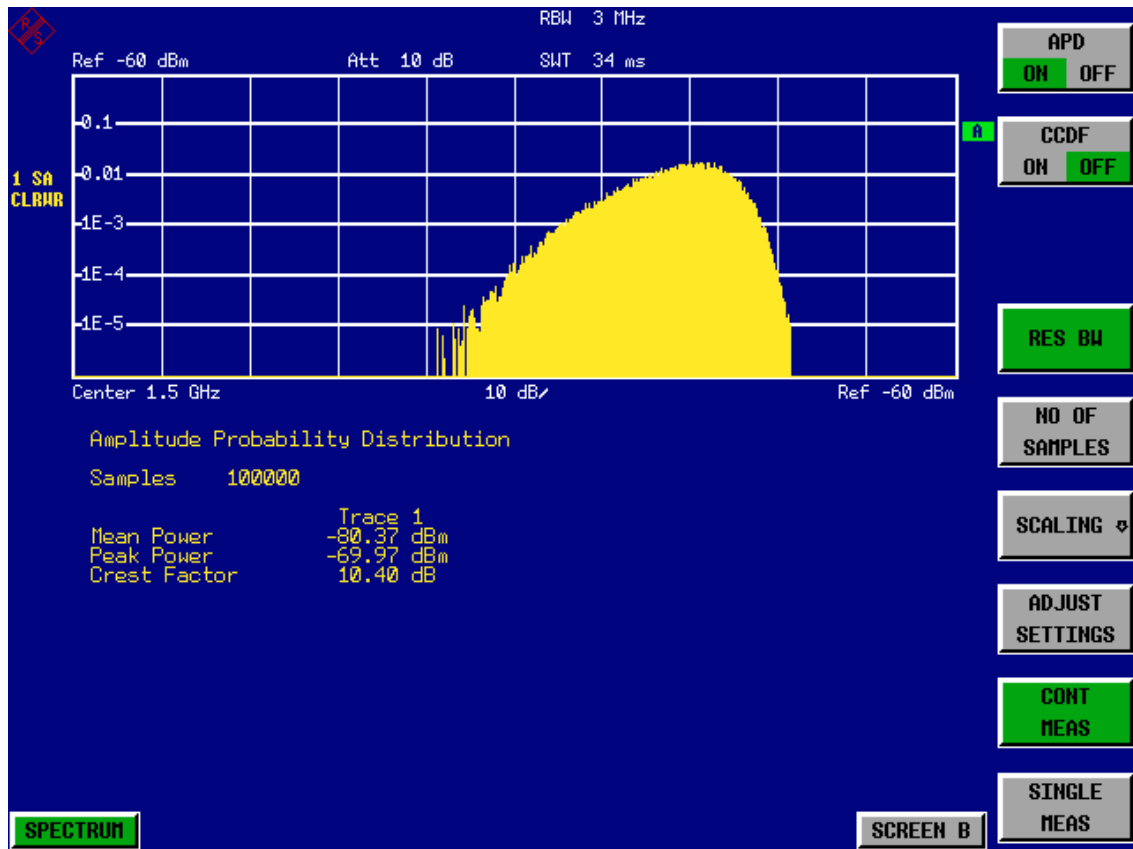 R S
RBW 3 MHz
Ref -60 dBm Att 10 dB SWT 34 ms
0.1
0.01
1E-3
1E-4
1E-5
1 SA
CLRWR
A
Center 1.5 GHz 10 dB/ Ref -60 dBm
Amplitude Probability Distribution
Samples 100000
Trace 1
Mean Power -80.37 dBm
Peak Power -69.97 dBm
Crest Factor 10.40 dB
APD
ON OFF
CCDF
ON OFF
RES BW
NO OF
SAMPLES
SCALING
ADJUST
SETTINGS
CONT
MEAS
SINGLE
MEAS
SPECTRUM
SCREEN B